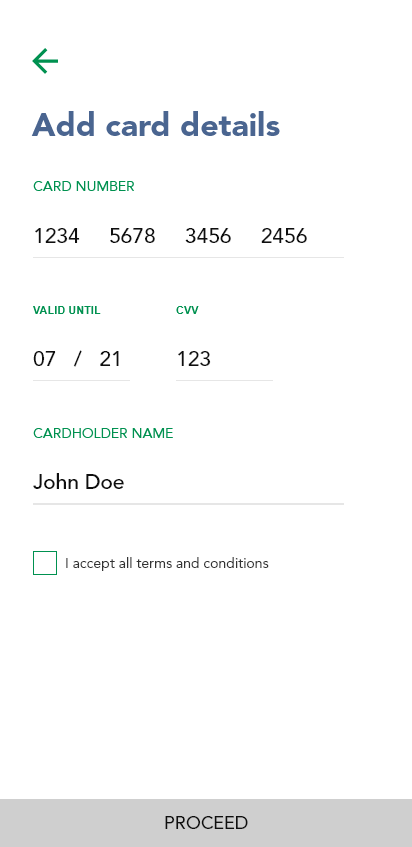 Add card details
CARD NUMBER
1234 5678 3456 2456
VALID UNTIL CVV
07 / 21 123
CARDHOLDER NAME
John Doe
I accept all terms and conditions
PROCEED